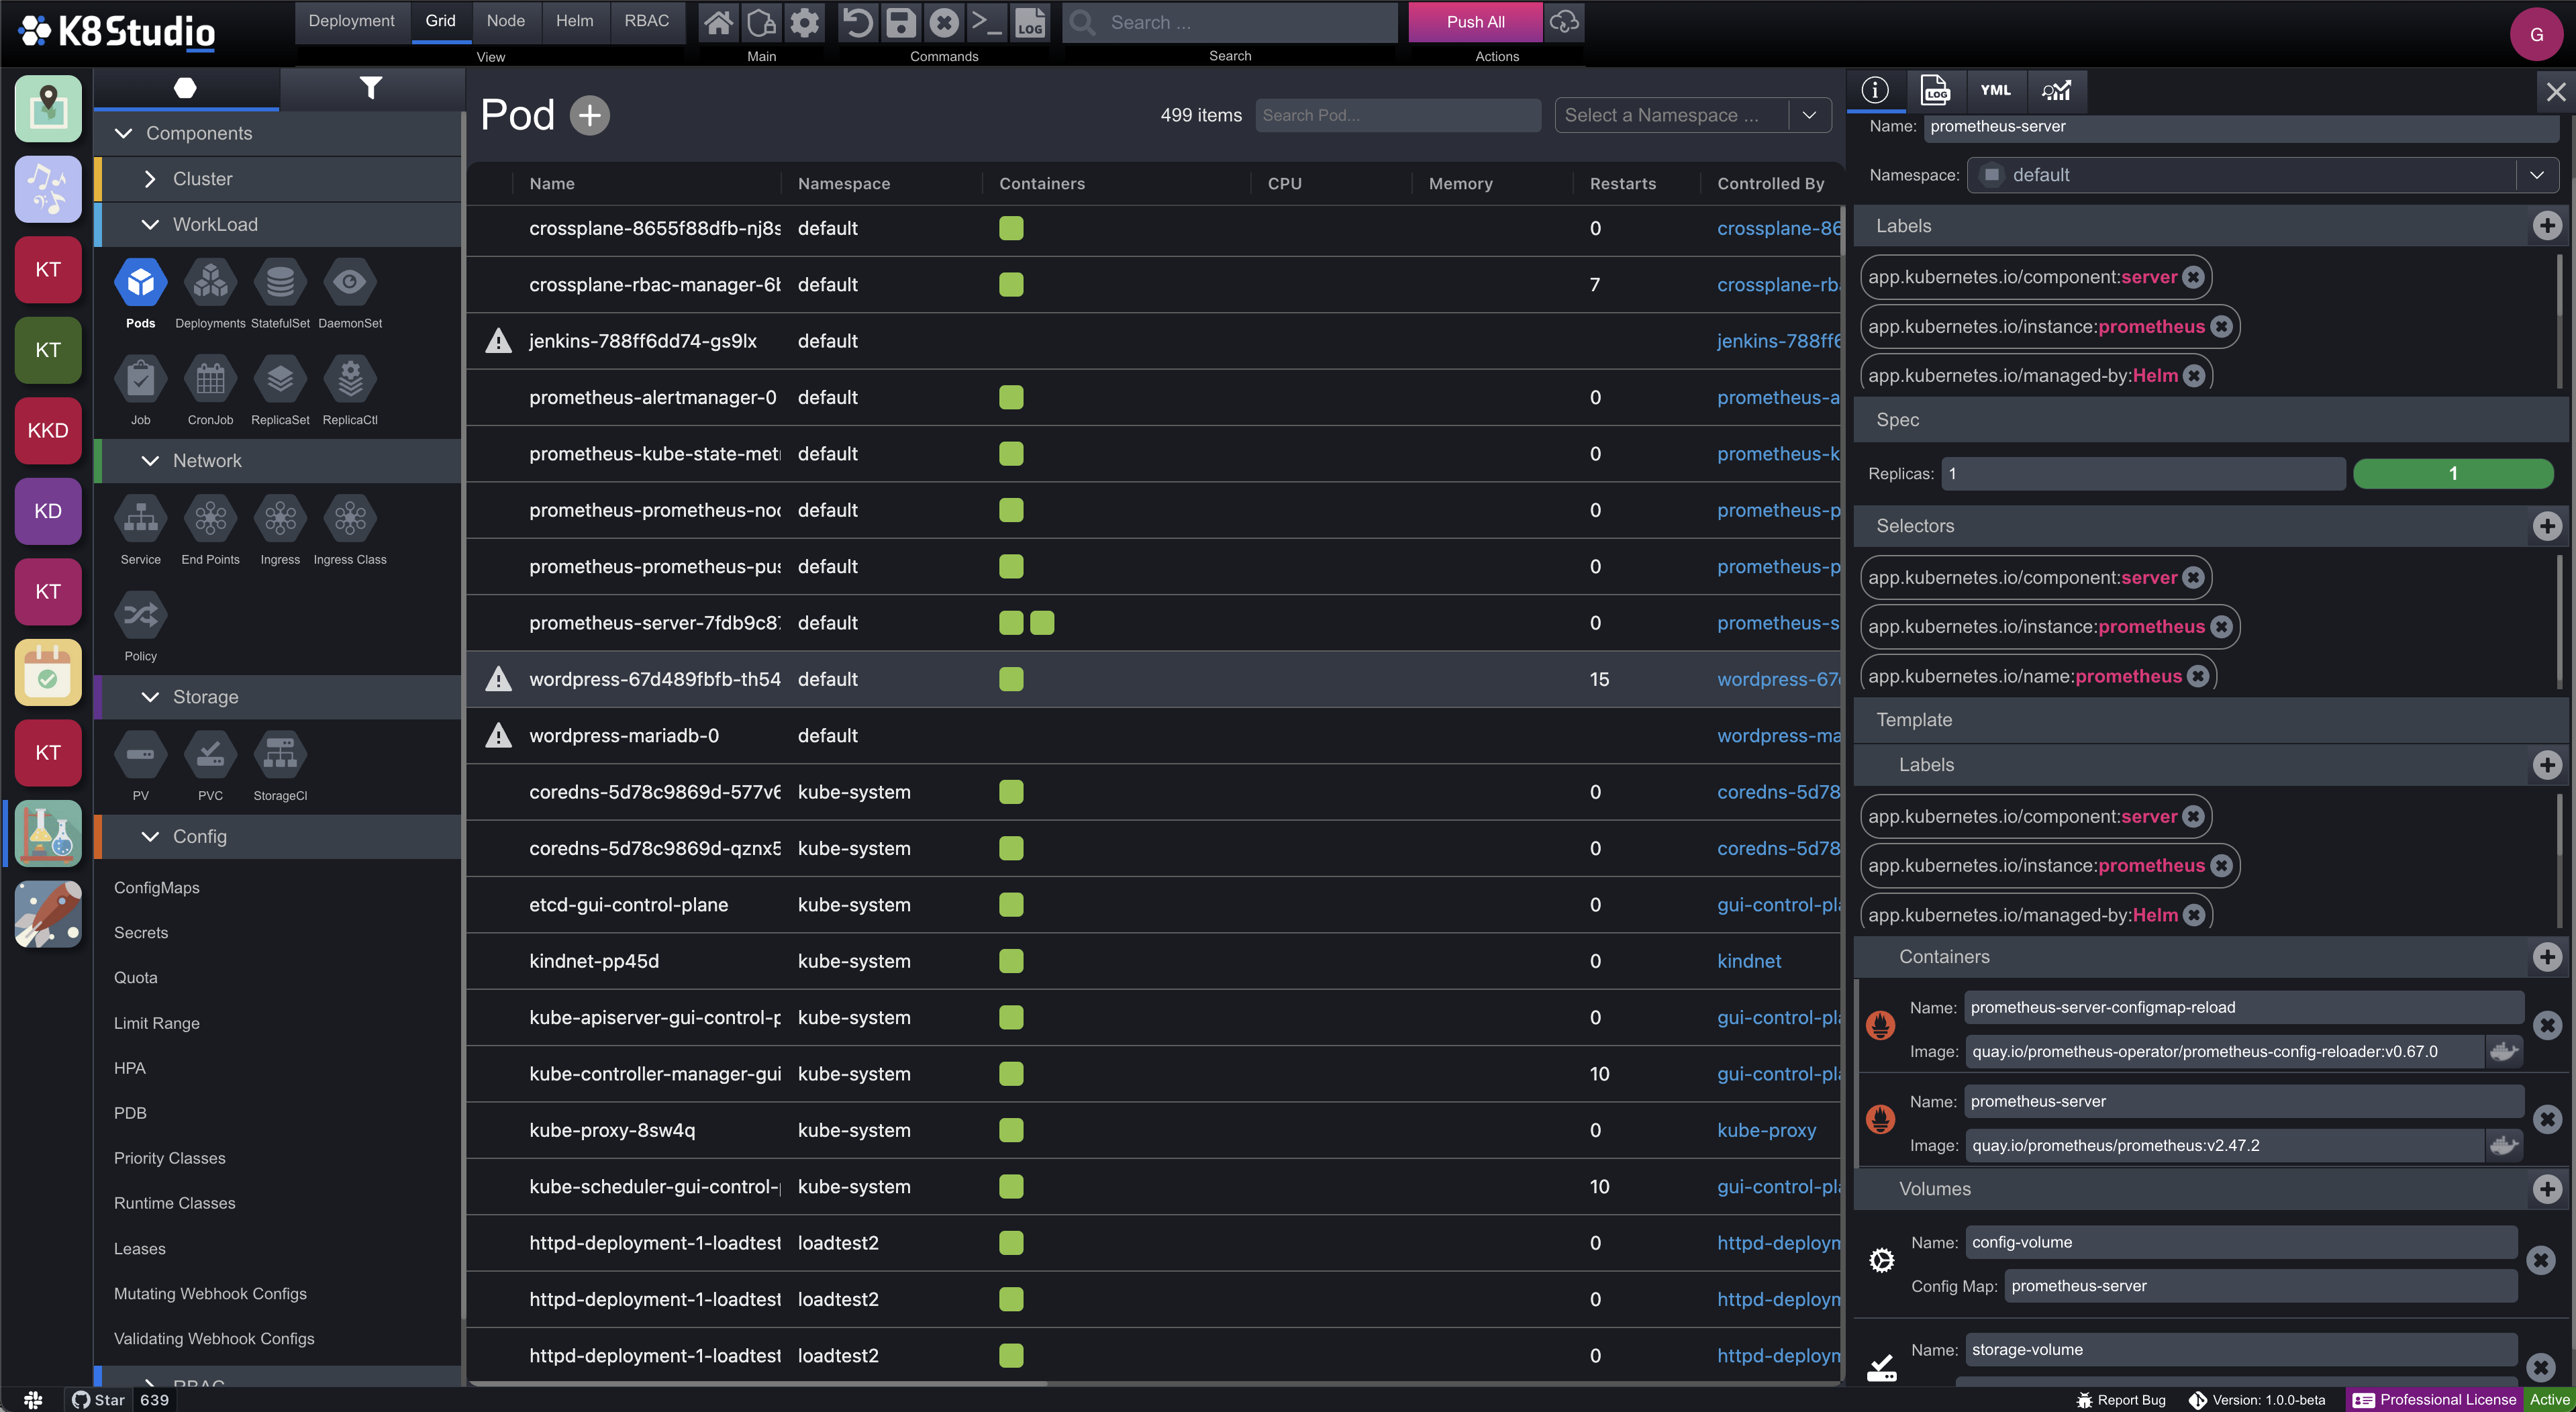 K8Studio
Deployment Grid Node Helm RBAC
View
Main
LOG
Commands
Search ...
Search
Push All
Actions
G
KT
KT
KKD
KD
KT
KT
Components
Cluster
WorkLoad
Pods Deployments StatefulSet DaemonSet
Job CronJob ReplicaSet ReplicaCtl
Network
Service End Points Ingress Ingress Class
Policy
Storage
PV PVC StorageCl
Config
ConfigMaps
Secrets
Quota
Limit Range
HPA
PDB
Priority Classes
Runtime Classes
Leases
Mutating Webhook Configs
Validating Webhook Configs
RBAC
Pod
499 items Search Pod... Select a Namespace ...
Name Namespace Containers CPU Memory Restarts Controlled By
crossplane-8655f88dfb-nj8s default 0 crossplane-86
crossplane-rbac-manager-6b default 7 crossplane-rba
jenkins-788ff6dd74-gs9lx default jenkins-788ff6
prometheus-alertmanager-0 default 0 prometheus-a
prometheus-kube-state-met default 0 prometheus-k
prometheus-prometheus-noc default 0 prometheus-p
prometheus-prometheus-pus default 0 prometheus-p
prometheus-server-7fdb9c87 default 0 prometheus-s
wordpress-67d489fbfb-th54 default 15 wordpress-67
wordpress-mariadb-0 default wordpress-ma
coredns-5d78c9869d-577v6 kube-system 0 coredns-5d78
coredns-5d78c9869d-qznx5 kube-system 0 coredns-5d78
etcd-gui-control-plane kube-system 0 gui-control-pla
kindnet-pp45d kube-system 0 kindnet
kube-apiserver-gui-control-p kube-system 0 gui-control-pla
kube-controller-manager-gui kube-system 10 gui-control-pla
kube-proxy-8sw4q kube-system 0 kube-proxy
kube-scheduler-gui-control- kube-system 10 gui-control-pla
httpd-deployment-1-loadtest loadtest2 0 httpd-deploym
httpd-deployment-1-loadtest loadtest2 0 httpd-deploym
httpd-deployment-1-loadtest loadtest2 0 httpd-deploym
LOG YML
Name: prometheus-server
Namespace: default
Labels
app.kubernetes.io/component:server
app.kubernetes.io/instance:prometheus
app.kubernetes.io/managed-by:Helm
Spec
Replicas: 1 1
Selectors
app.kubernetes.io/component:server
app.kubernetes.io/instance:prometheus
app.kubernetes.io/name:prometheus
Template
Labels
app.kubernetes.io/component:server
app.kubernetes.io/instance:prometheus
app.kubernetes.io/managed-by:Helm
Containers
Name: prometheus-server-configmap-reload
Image: quay.io/prometheus-operator/prometheus-config-reloader:v0.67.0
Name: prometheus-server
Image: quay.io/prometheus/prometheus:v2.47.2
Volumes
Name: config-volume
Config Map: prometheus-server
Name: storage-volume
Star 639
Report Bug Version: 1.0.0-beta Professional License Active